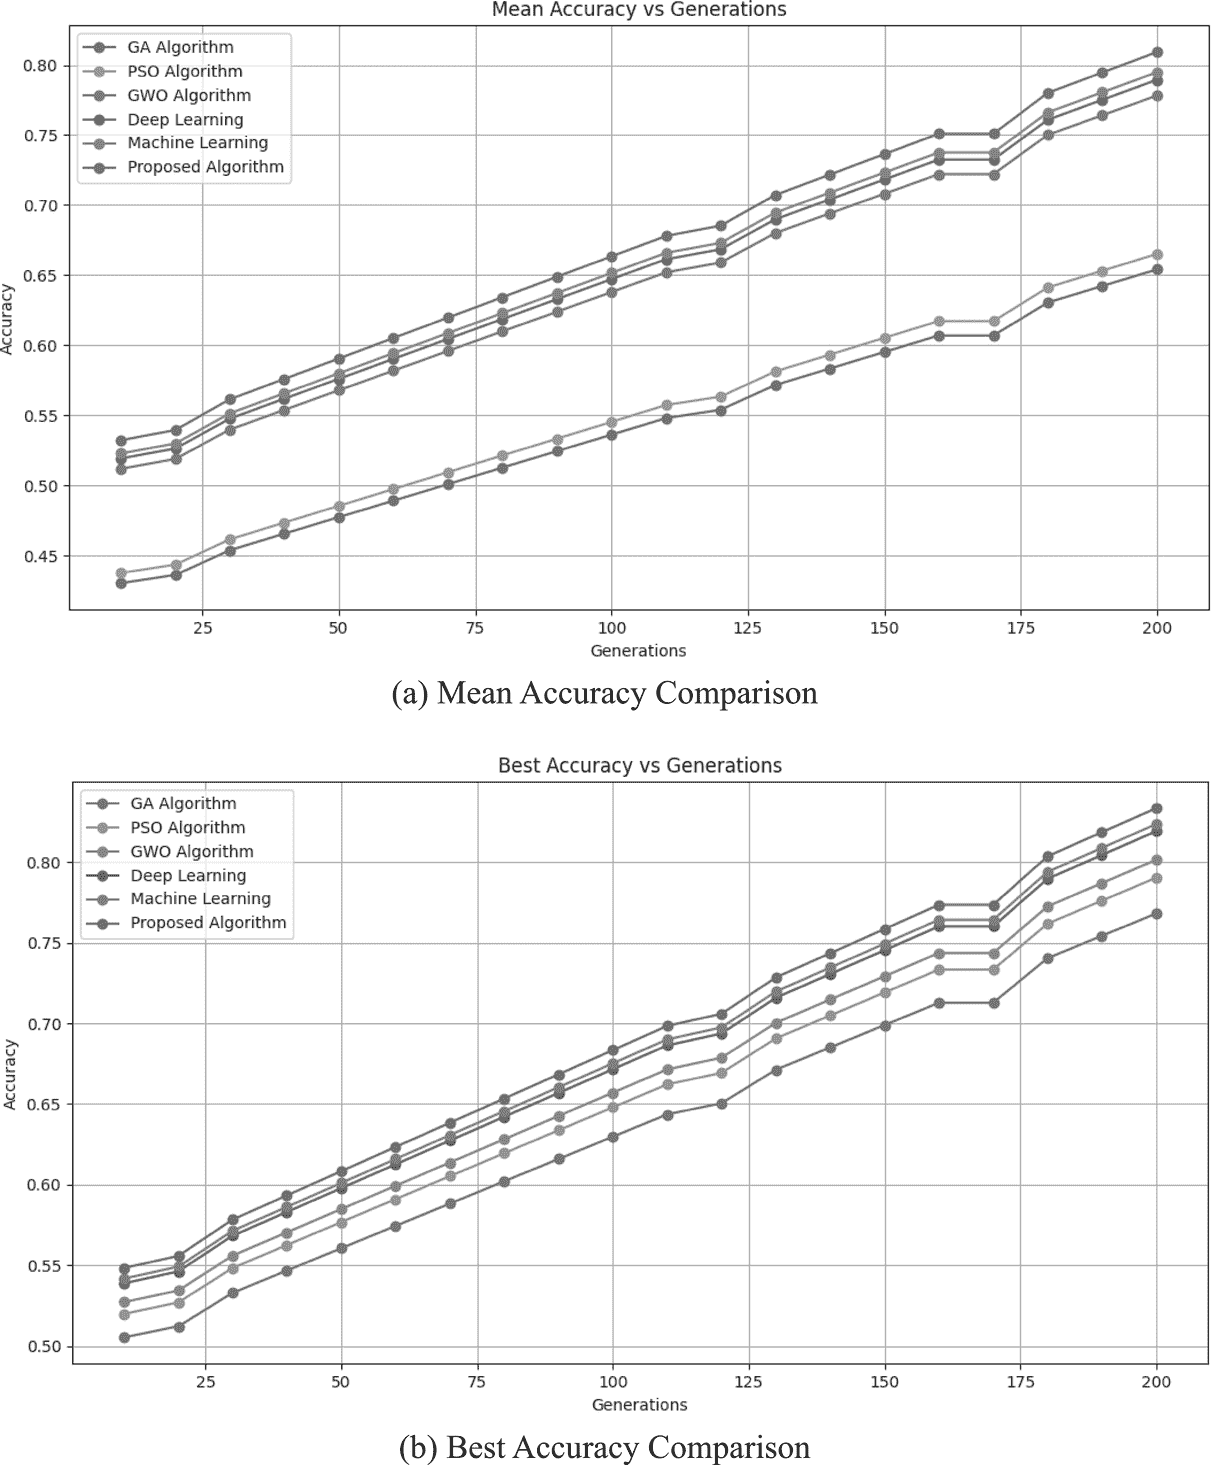 Mean Accuracy vs Generations
GA Algorithm
PSO Algorithm
GWO Algorithm
Deep Learning
Machine Learning
Proposed Algorithm
0.80
0.75
0.70
0.65
0.60
0.55
0.50
0.45
Accuracy
25 50 75 100 125 150 175 200
Generations
(a) Mean Accuracy Comparison
Best Accuracy vs Generations
GA Algorithm
PSO Algorithm
GWO Algorithm
Deep Learning
Machine Learning
Proposed Algorithm
0.80
0.75
0.70
0.65
0.60
0.55
0.50
Accuracy
25 50 75 100 125 150 175 200
Generations
(b) Best Accuracy Comparison